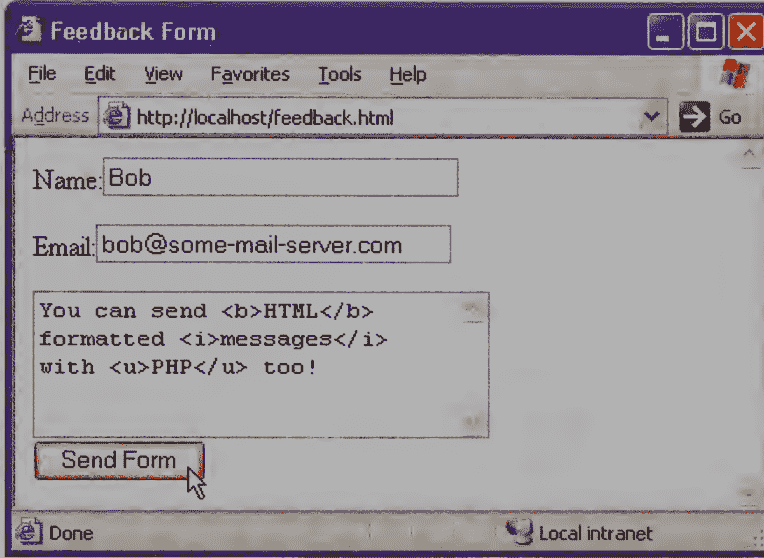 Feedback Form
File Edit View Favorites Tools Help
Address http://localhost/feedback.html Go
Name: Bob
Email: bob@some-mail-server.com
You can send <b>HTML</b>
formatted <i>messages</i>
with <u>PHP</u> too!
Send Form
Done Local intranet